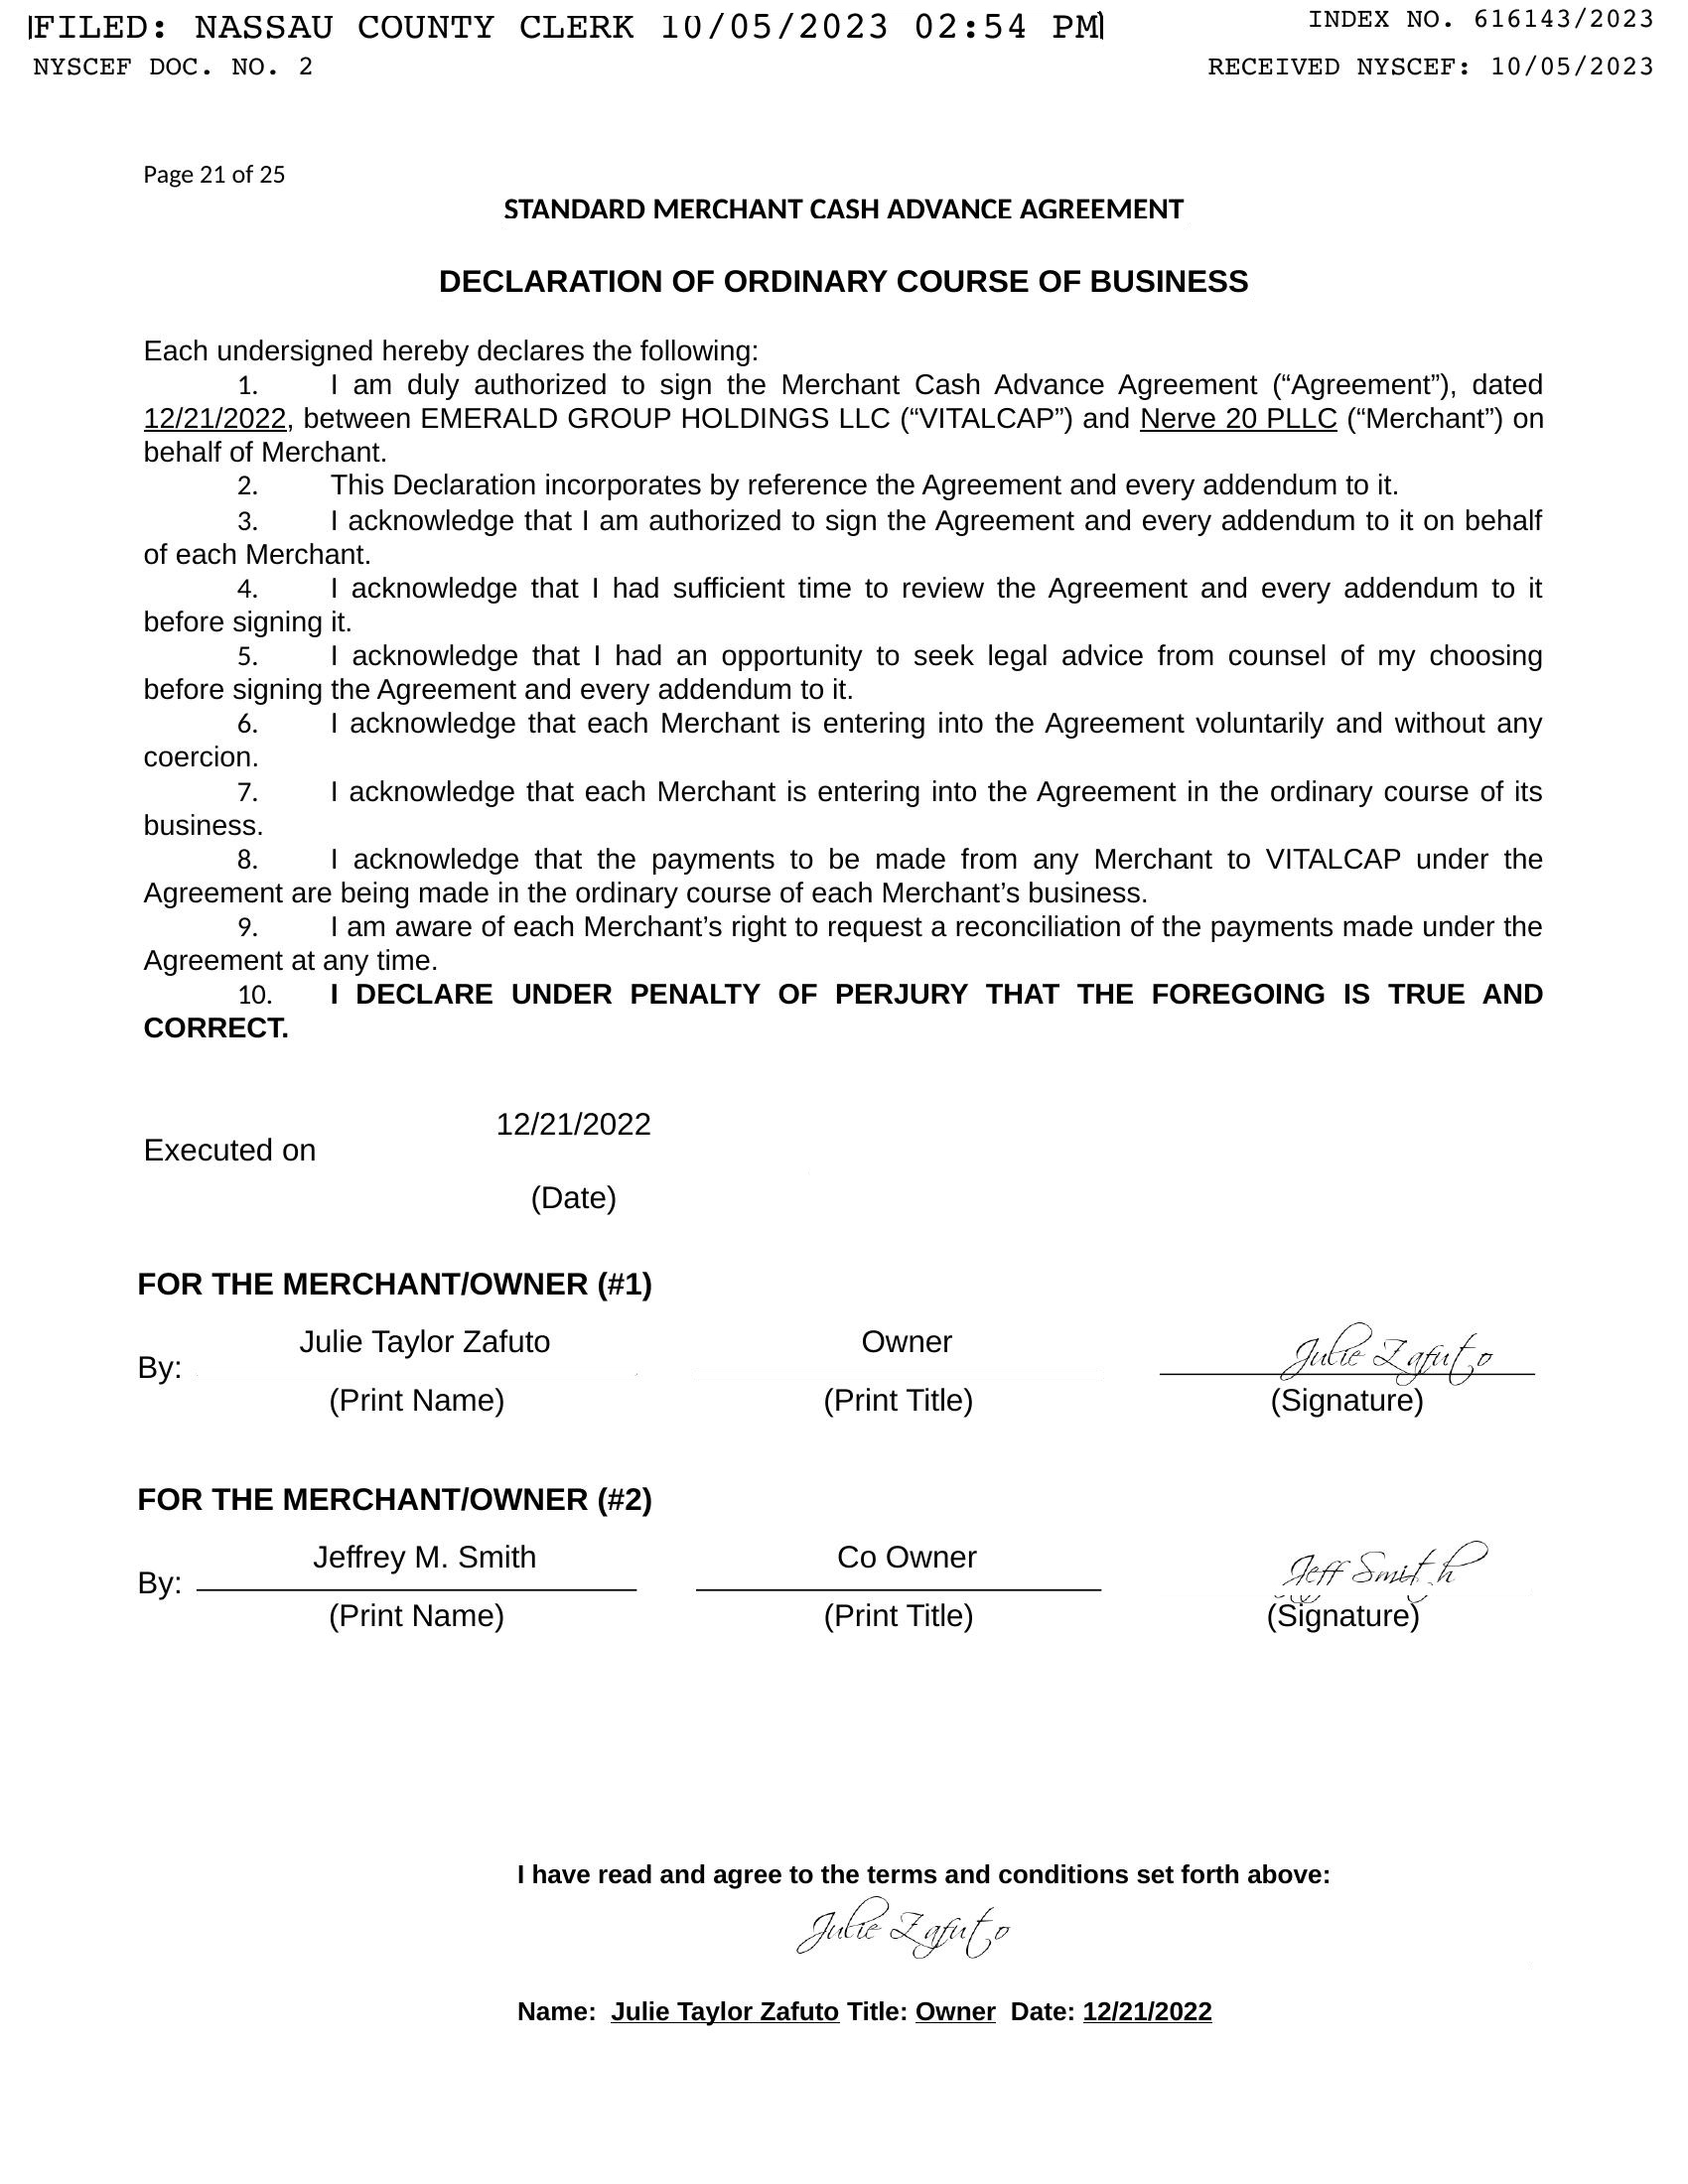 FILED: NASSAU COUNTY CLERK 10/05/2023 02:54 PM
INDEX NO. 616143/2023
NYSCEF DOC. NO. 2
RECEIVED NYSCEF: 10/05/2023
Page 21 of 25
STANDARD MERCHANT CASH ADVANCE AGREEMENT
DECLARATION OF ORDINARY COURSE OF BUSINESS
Each undersigned hereby declares the following:
1. I am duly authorized to sign the Merchant Cash Advance Agreement (“Agreement”), dated
12/21/2022, between EMERALD GROUP HOLDINGS LLC (“VITALCAP”) and Nerve 20 PLLC (“Merchant”) on
behalf of Merchant.
2. This Declaration incorporates by reference the Agreement and every addendum to it.
3. I acknowledge that I am authorized to sign the Agreement and every addendum to it on behalf
of each Merchant.
4. I acknowledge that I had sufficient time to review the Agreement and every addendum to it
before signing it.
5. I acknowledge that I had an opportunity to seek legal advice from counsel of my choosing
before signing the Agreement and every addendum to it.
6. I acknowledge that each Merchant is entering into the Agreement voluntarily and without any
coercion.
7. I acknowledge that each Merchant is entering into the Agreement in the ordinary course of its
business.
8. I acknowledge that the payments to be made from any Merchant to VITALCAP under the
Agreement are being made in the ordinary course of each Merchant’s business.
9. I am aware of each Merchant’s right to request a reconciliation of the payments made under the
Agreement at any time.
10. I DECLARE UNDER PENALTY OF PERJURY THAT THE FOREGOING IS TRUE AND
CORRECT.
12/21/2022
Executed on
(Date)
FOR THE MERCHANT/OWNER (#1)
Julie Taylor Zafuto Owner Julie Zafuto
By:
(Print Name) (Print Title) (Signature)
FOR THE MERCHANT/OWNER (#2)
Jeffrey M. Smith Co Owner Jeff Smith
By:
(Print Name) (Print Title) (Signature)
I have read and agree to the terms and conditions set forth above:
Julie Zafuto
Name: Julie Taylor Zafuto Title: Owner Date: 12/21/2022